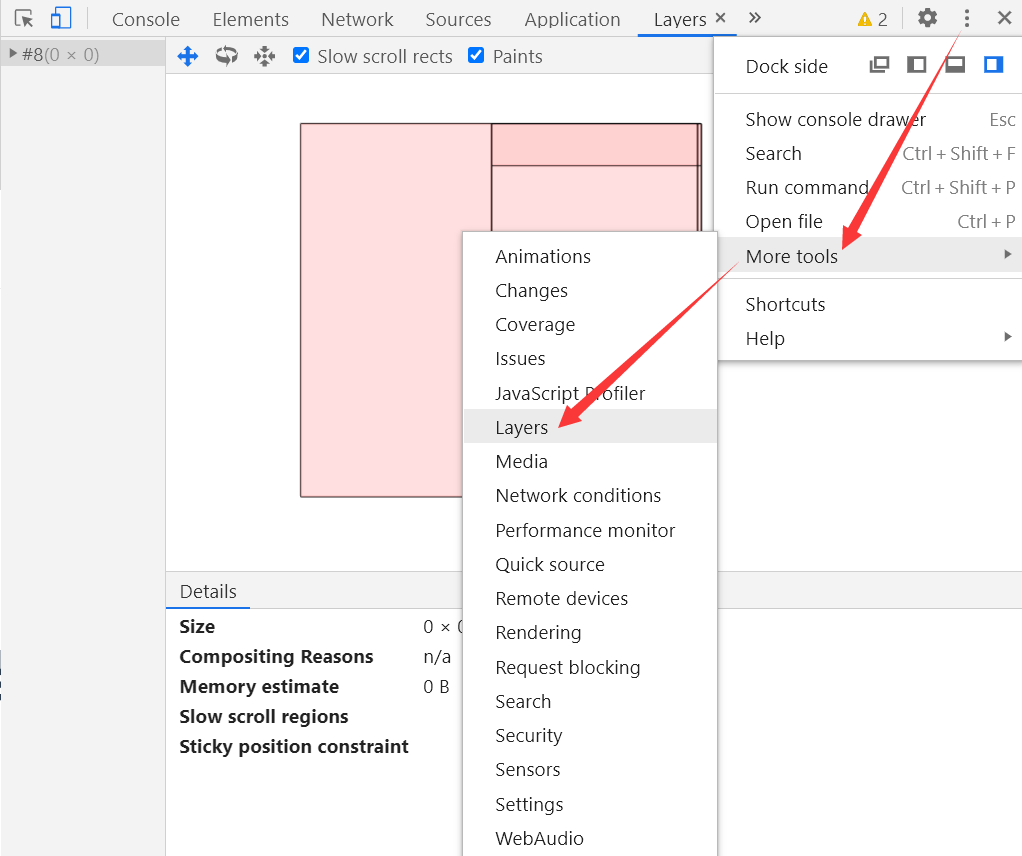 Console Elements Network Sources Application Layers × » 2
#8(0 × 0)
Slow scroll rects Paints
Dock side
Show console drawer Esc
Search Ctrl + Shift + F
Run command Ctrl + Shift + P
Open file Ctrl + P
More tools
Shortcuts
Help
Animations
Changes
Coverage
Issues
JavaScript Profiler
Layers
Media
Network conditions
Performance monitor
Quick source
Remote devices
Rendering
Request blocking
Search
Security
Sensors
Settings
WebAudio
Details
Size 0 × 0
Compositing Reasons n/a
Memory estimate 0 B
Slow scroll regions
Sticky position constraint